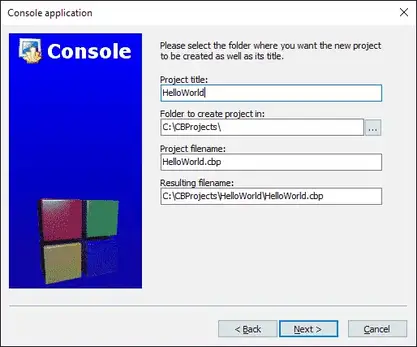 Console application
Console
Please select the folder where you want the new project
to be created as well as its title.
Project title:
HelloWorld
Folder to create project in:
C:\CBProjects\
...
Project filename:
HelloWorld.cbp
Resulting filename:
C:\CBProjects\HelloWorld\HelloWorld.cbp
< Back
Next >
Cancel